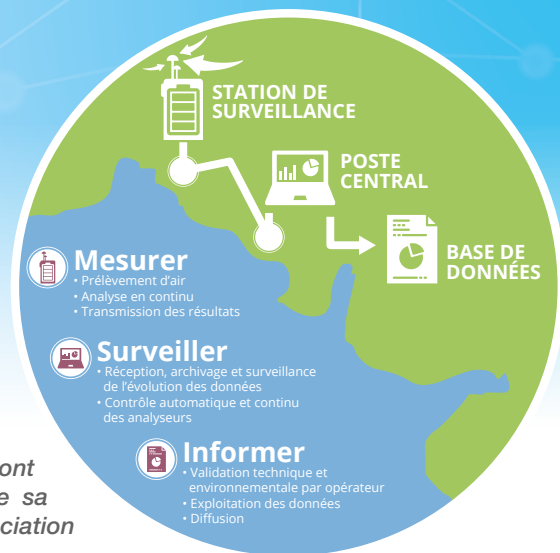 STATION DE
SURVEILLANCE
POSTE
CENTRAL
BASE DE
DONNÉES
Mesurer
• Prélèvement d’air
• Analyse en continu
• Transmission des résultats
Surveiller
• Réception, archivage et surveillance
de l’évolution des données
• Contrôle automatique et continu
des analyseurs
Informer
• Validation technique et
environnementale par opérateur
• Exploitation des données
• Diffusion
ont
e sa
ciation